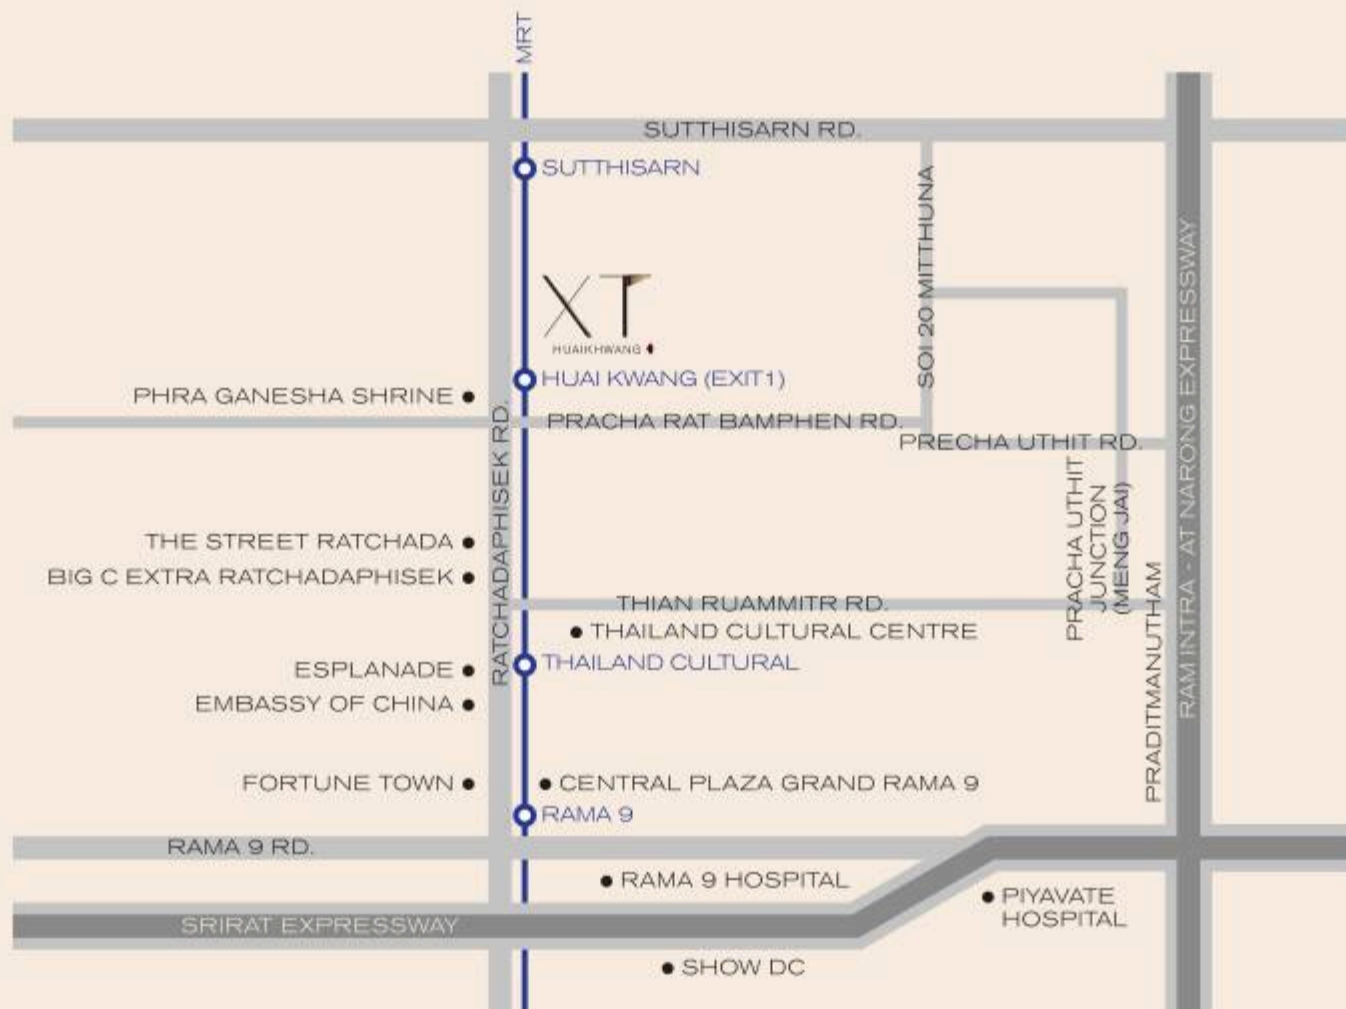 MRT
SUTTHISARN RD.
SUTTHISARN
SOI 20 MITTHUNA
RAM INTRA - AT NARONG EXPRESSWAY
XT
HUAIKHWANG
HUAI KWANG (EXIT1)
PHRA GANESHA SHRINE
PRACHA RAT BAMPHEN RD.
PRECHA UTHIT RD.
RATCHADAPHISEK RD.
PRACHA UTHIT
JUNCTION
(MENG JAI)
THE STREET RATCHADA
BIG C EXTRA RATCHADAPHISEK
THIAN RUAMMITR RD.
THAILAND CULTURAL CENTRE
THAILAND CULTURAL
PRADITMANUTHAM
ESPLANADE
EMBASSY OF CHINA
FORTUNE TOWN
CENTRAL PLAZA GRAND RAMA 9
RAMA 9
RAMA 9 RD.
RAMA 9 HOSPITAL
PIYAVATE
HOSPITAL
SRIRAT EXPRESSWAY
SHOW DC